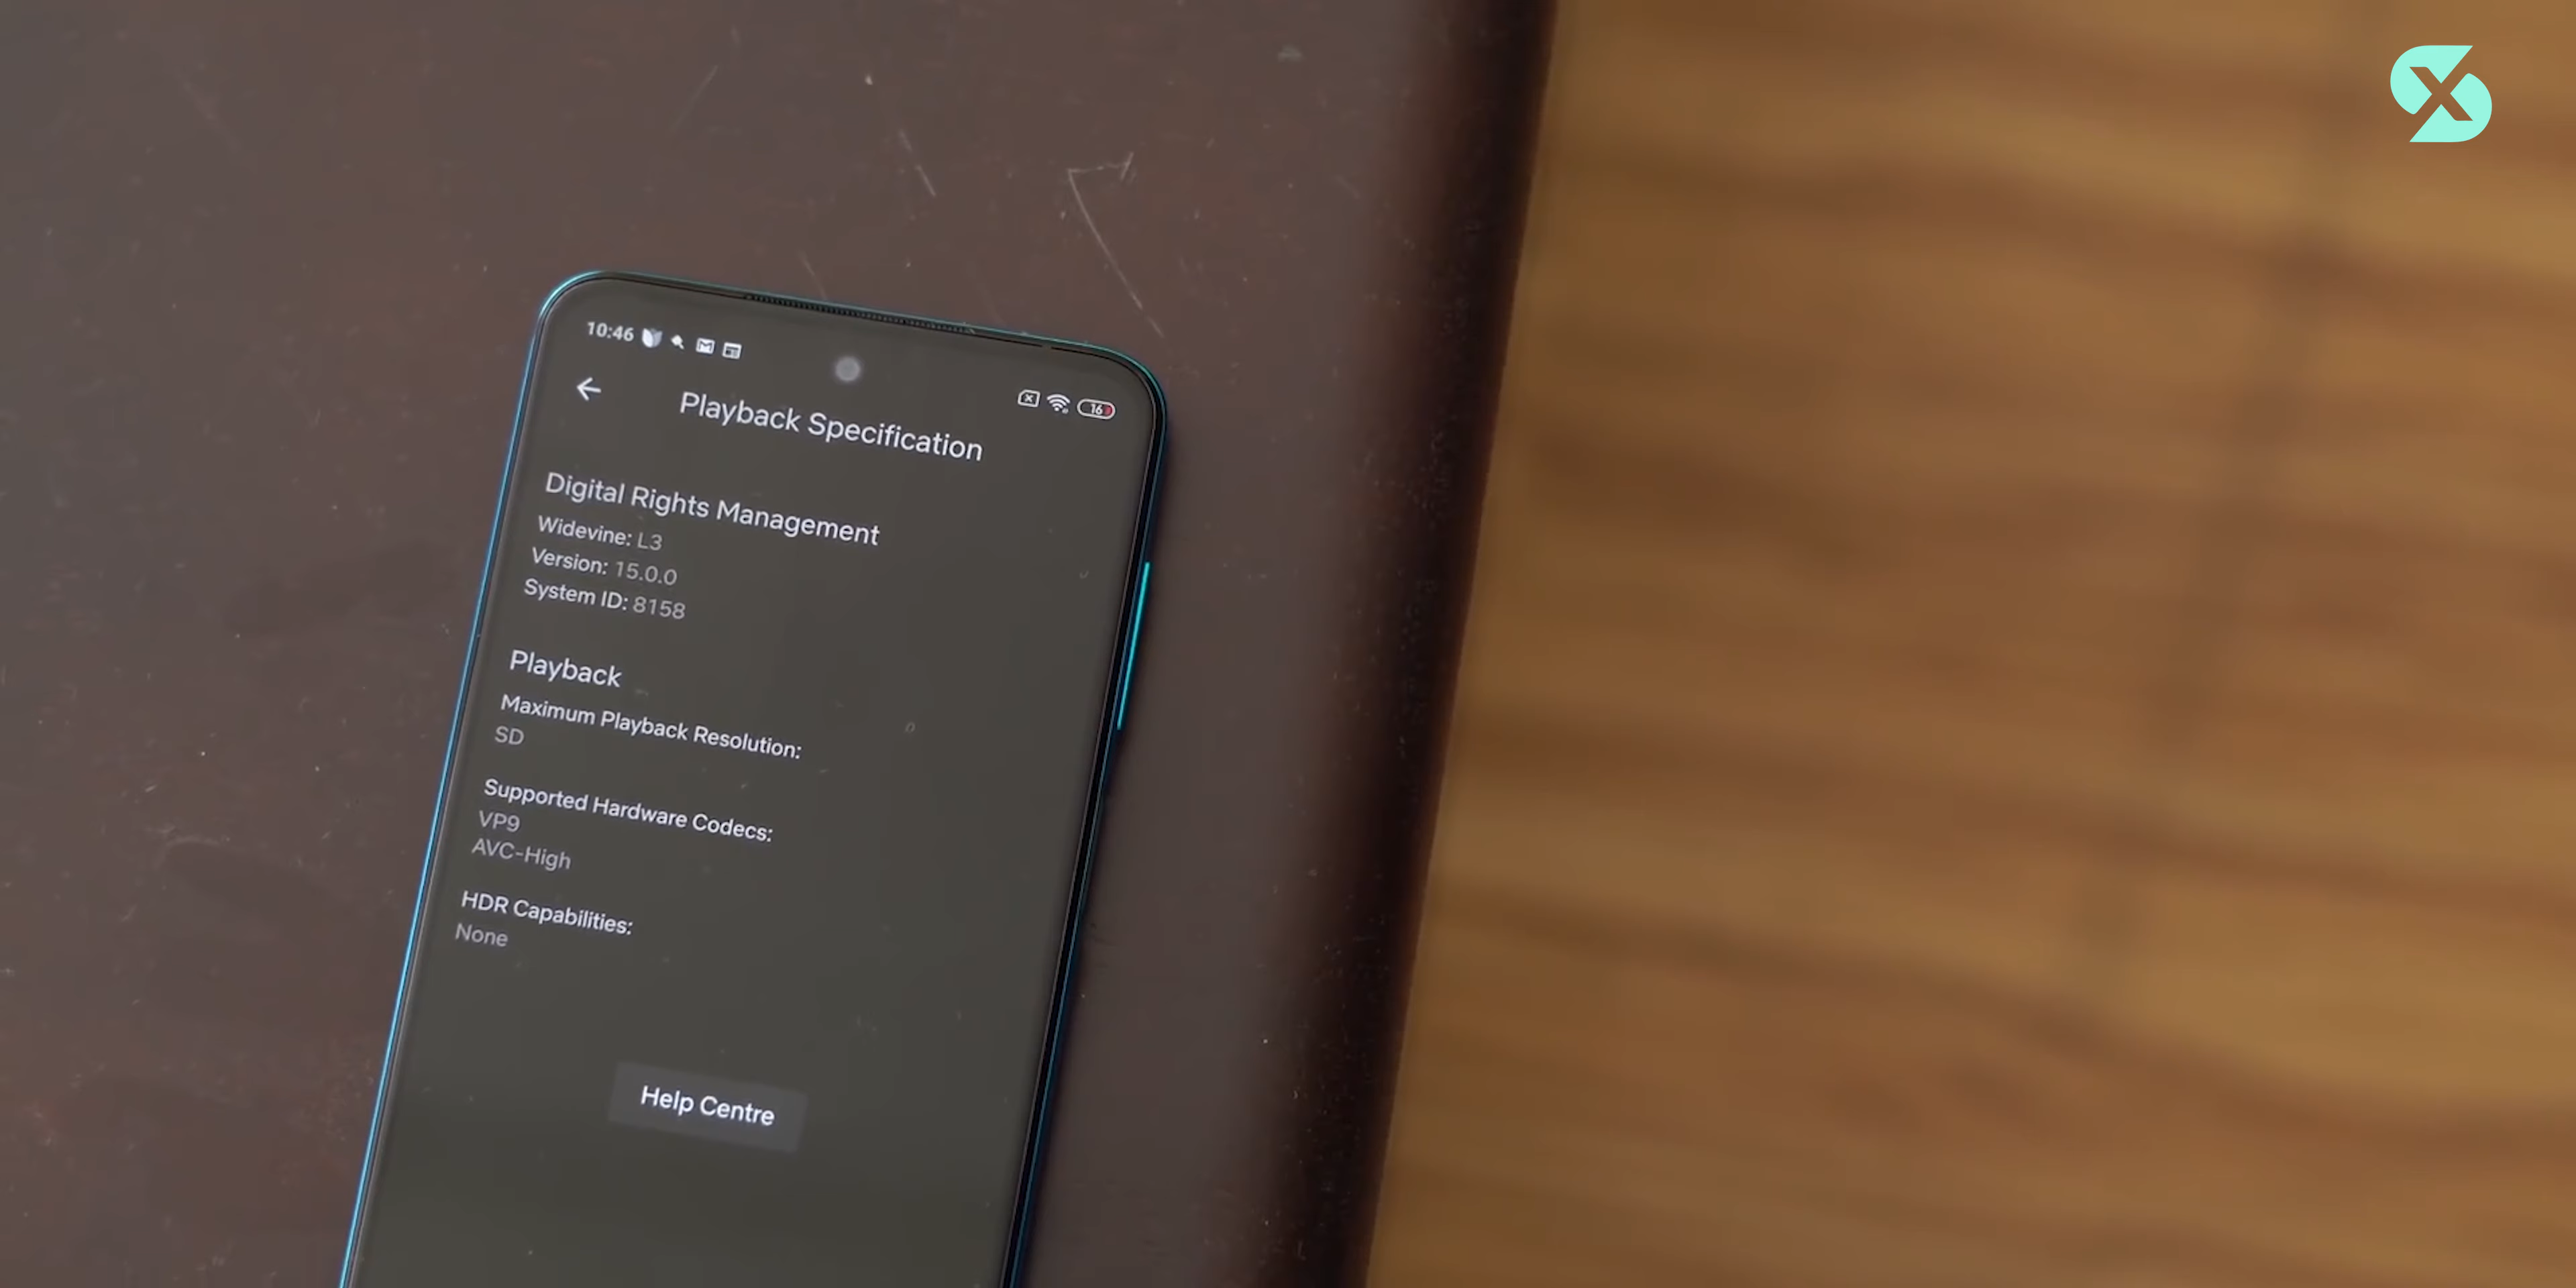 10:46
16
Playback Specification
Digital Rights Management
Widevine: L3
Version: 15.0.0
System ID: 8158
Playback
Maximum Playback Resolution:
SD
Supported Hardware Codecs:
VP9
AVC-High
HDR Capabilities:
None
Help Centre